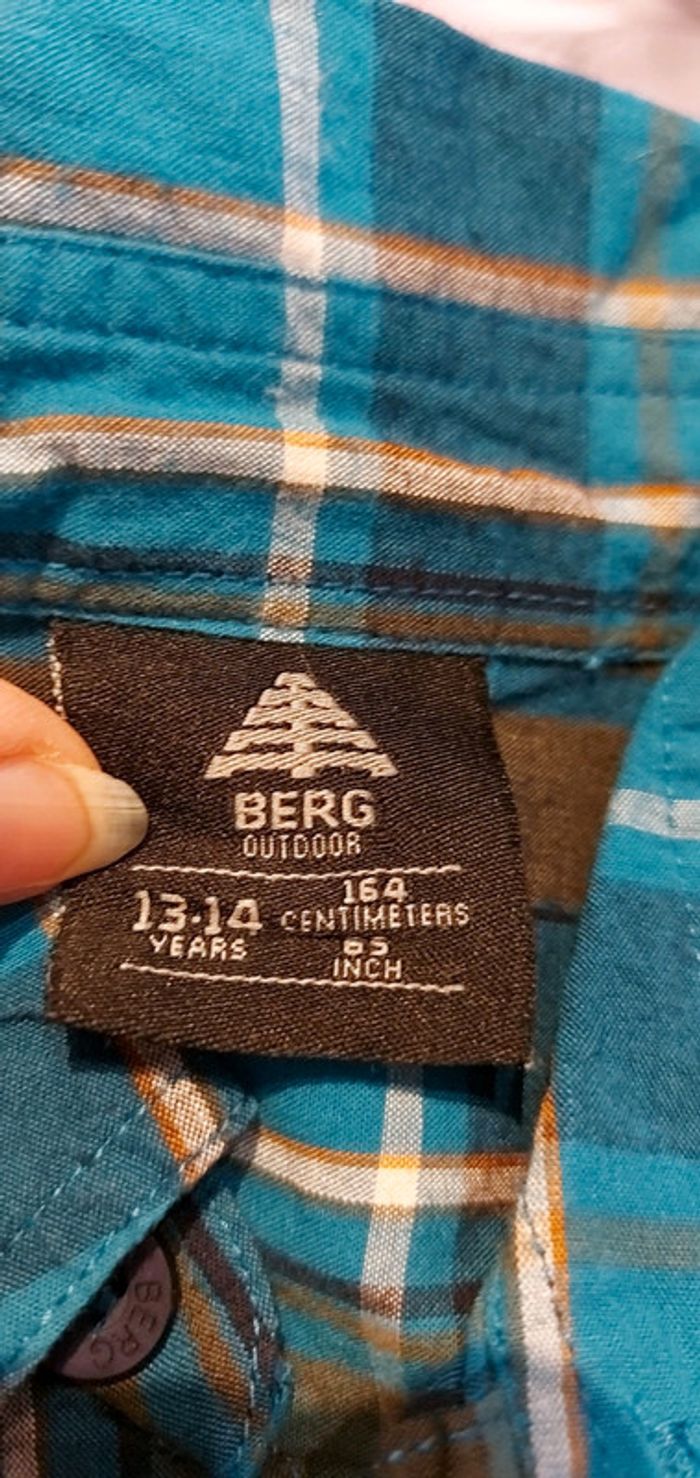 BERG
OUTDOOR
13-14
YEARS
164
CENTIMETERS
65
INCH
BERG